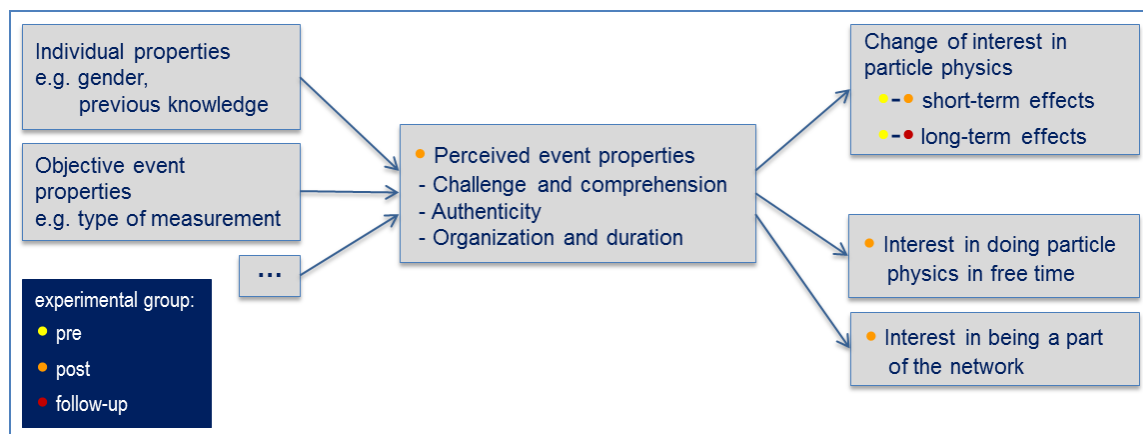 Individual properties
e.g. gender,
previous knowledge
Objective event
properties
e.g. type of measurement
...
experimental group:
pre
post
follow-up
Perceived event properties
- Challenge and comprehension
- Authenticity
- Organization and duration
Change of interest in
particle physics
- short-term effects
- long-term effects
Interest in doing particle
physics in free time
Interest in being a part
of the network